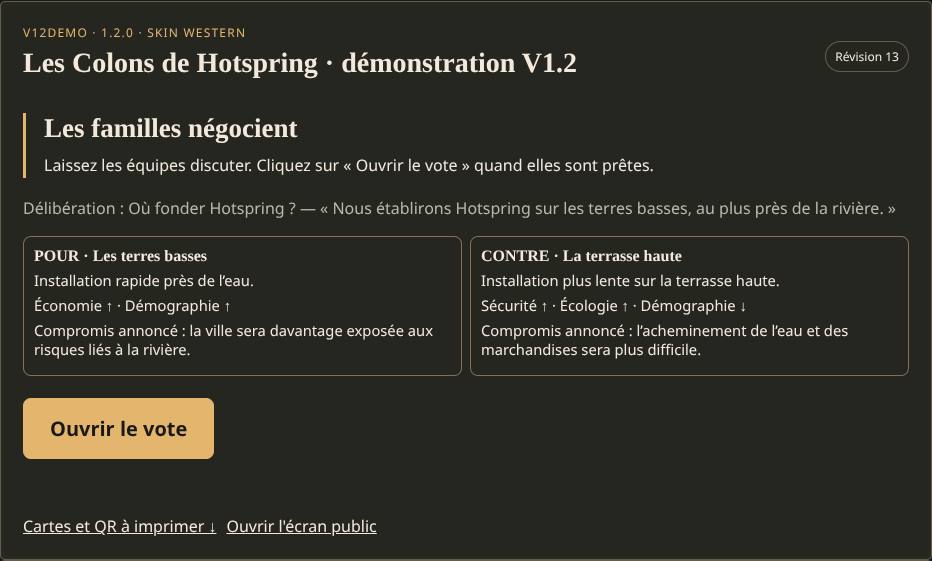 V12DEMO · 1.2.0 · SKIN WESTERN
Les Colons de Hotspring · démonstration V1.2
Révision 13
Les familles négocient
Laissez les équipes discuter. Cliquez sur « Ouvrir le vote » quand elles sont prêtes.
Délibération : Où fonder Hotspring ? — « Nous établirons Hotspring sur les terres basses, au plus près de la rivière. »
POUR · Les terres basses
Installation rapide près de l’eau.
Économie ↑ · Démographie ↑
Compromis annoncé : la ville sera davantage exposée aux
risques liés à la rivière.
CONTRE · La terrasse haute
Installation plus lente sur la terrasse haute.
Sécurité ↑ · Écologie ↑ · Démographie ↓
Compromis annoncé : l’acheminement de l’eau et des
marchandises sera plus difficile.
Ouvrir le vote
Cartes et QR à imprimer ↓ Ouvrir l'écran public